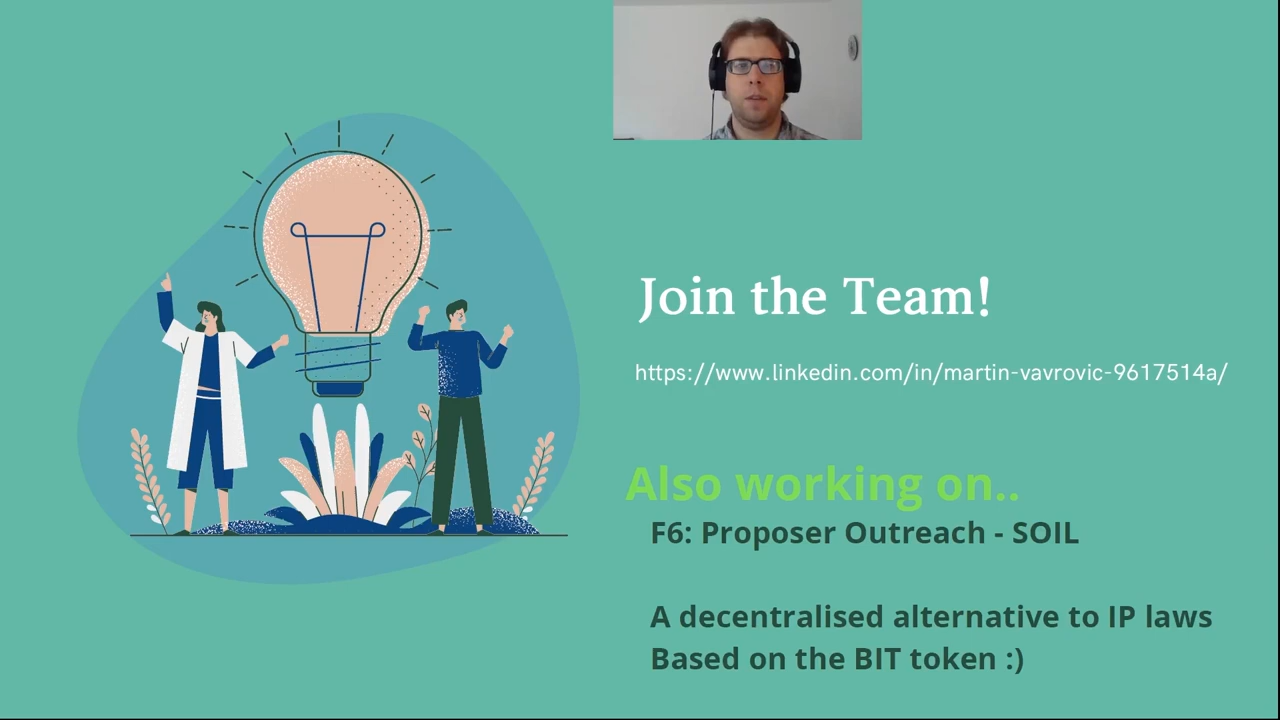 Join the Team!
https://www.linkedin.com/in/martin-vavrovic-9617514a/
Also working on..
F6: Proposer Outreach - SOIL
A decentralised alternative to IP laws
Based on the BIT token :)